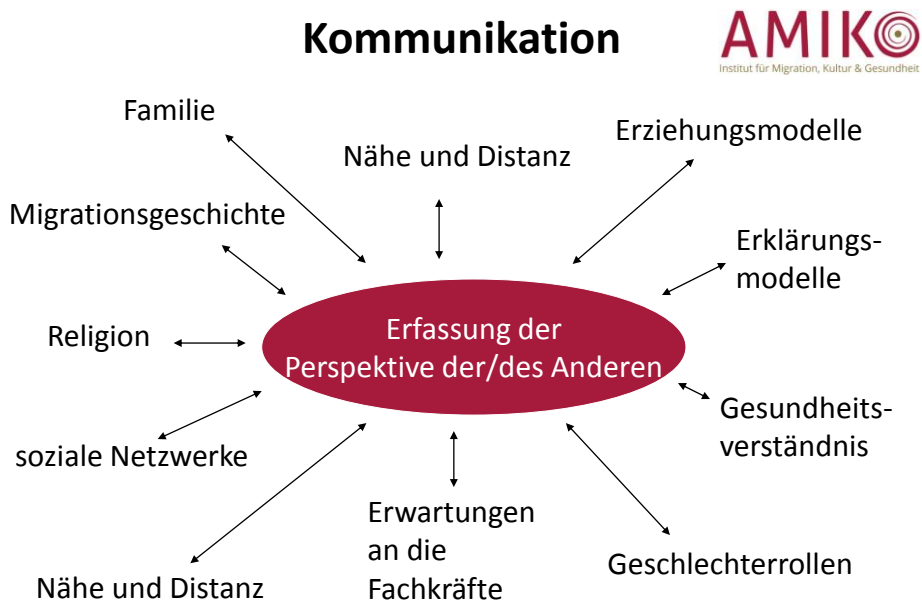 Kommunikation
AMIKO
Institut für Migration, Kultur & Gesundheit
Familie
Nähe und Distanz
Erziehungsmodelle
Migrationsgeschichte
Erklärungs-
modelle
Religion
Erfassung der
Perspektive der/des Anderen
Gesundheits-
verständnis
soziale Netzwerke
Erwartungen
an die
Fachkräfte
Geschlechterrollen
Nähe und Distanz